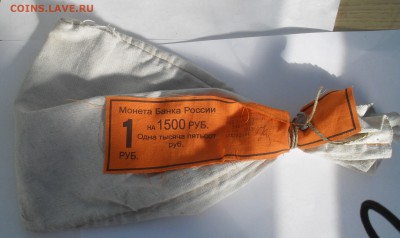 COINS.LAVE.RU
Монета Банка России
1 НА 1500 РУБ.
Одна тысяча пятьсот
РУБ. руб.